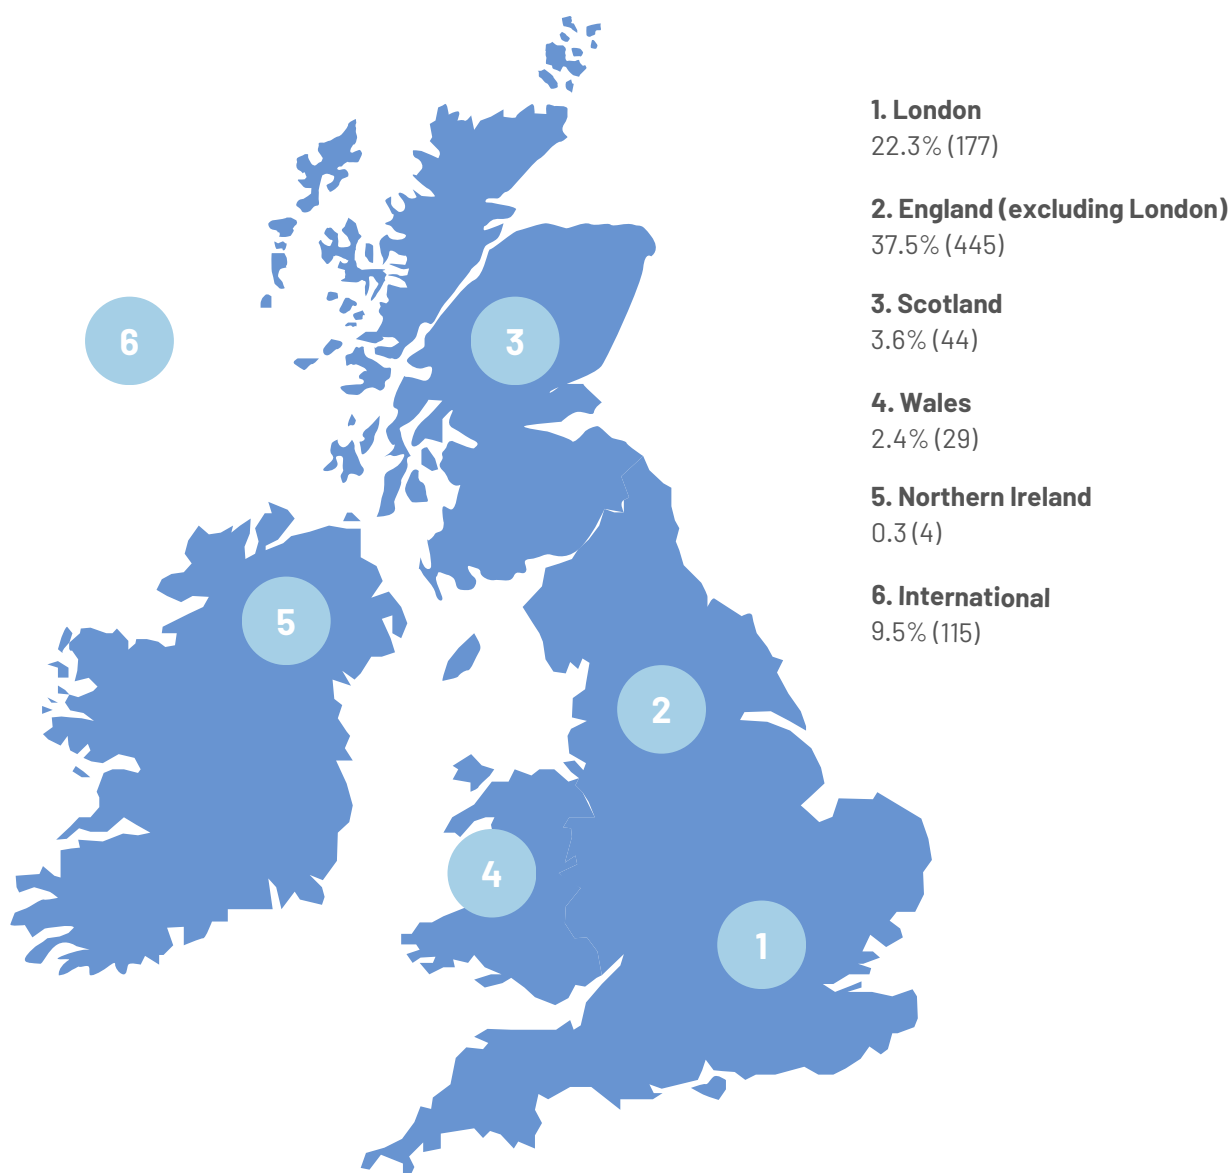 1. London
22.3% (177)
2. England (excluding London)
37.5% (445)
3. Scotland
3.6% (44)
4. Wales
2.4% (29)
5. Northern Ireland
0.3 (4)
6. International
9.5% (115)
6
3
5
2
4
1